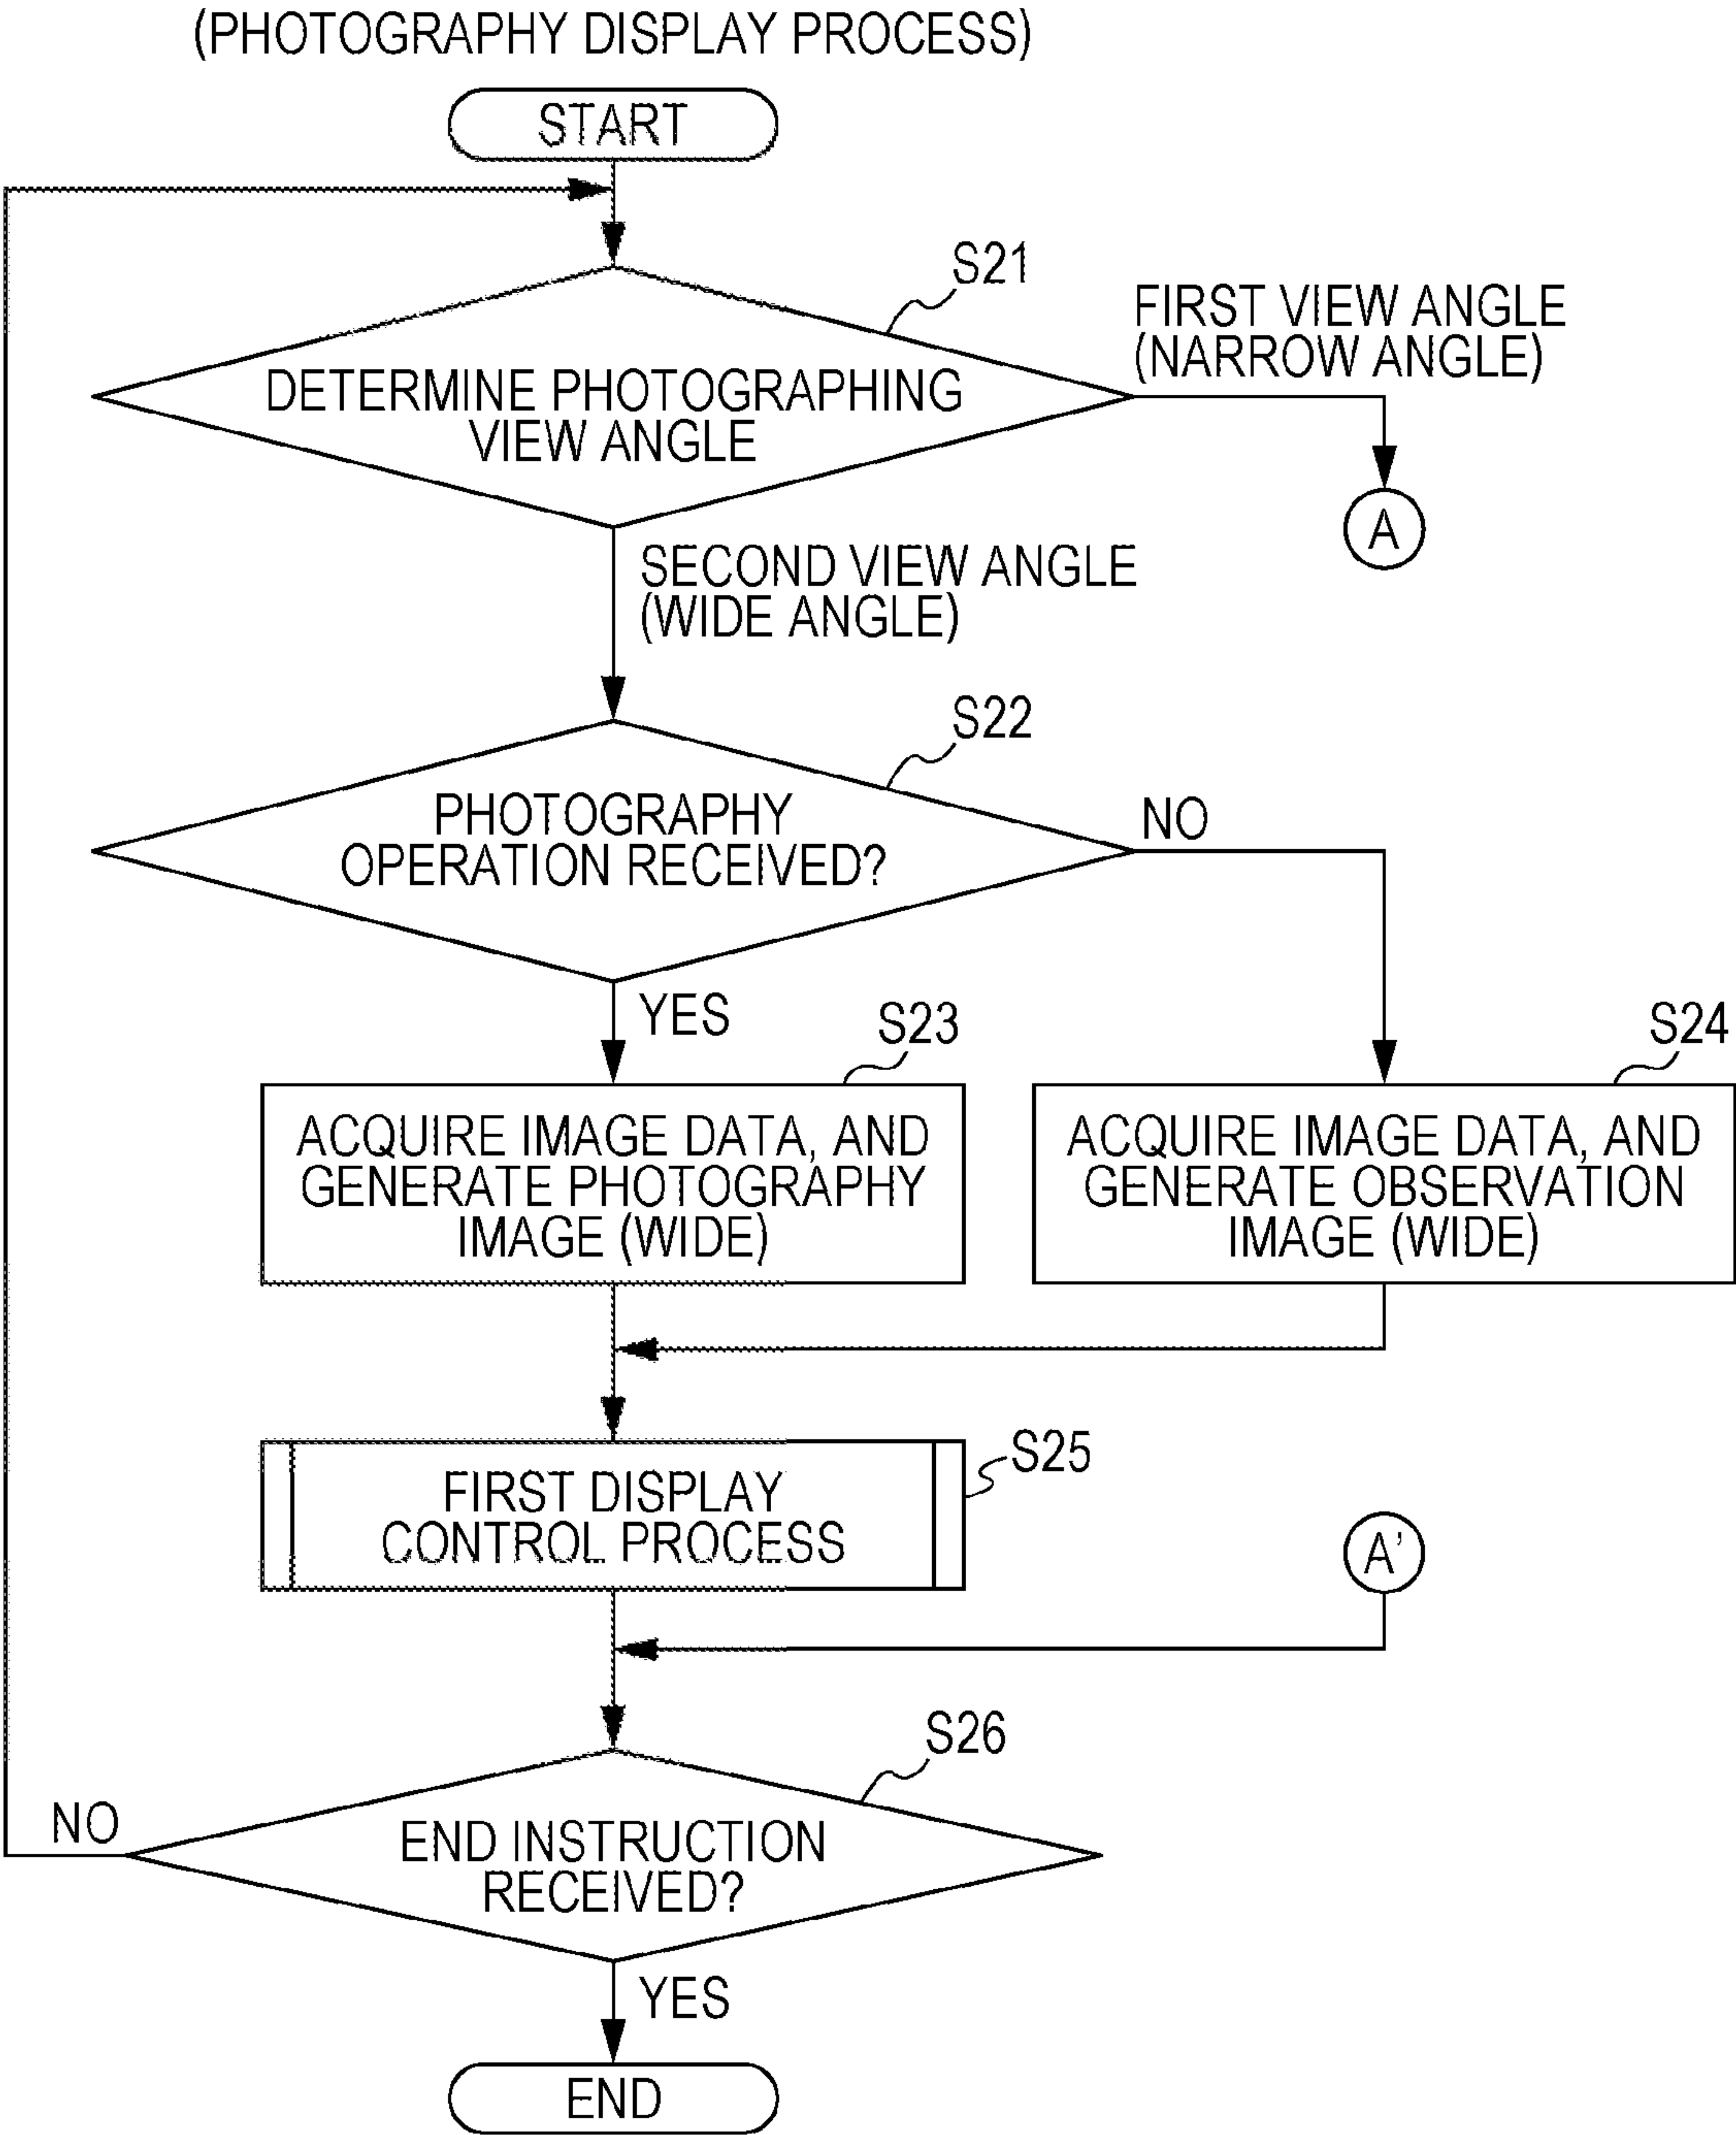 (PHOTOGRAPHY DISPLAY PROCESS)
START
S21
DETERMINE PHOTOGRAPHING
VIEW ANGLE
FIRST VIEW ANGLE
(NARROW ANGLE)
A
SECOND VIEW ANGLE
(WIDE ANGLE)
S22
PHOTOGRAPHY
OPERATION RECEIVED?
NO
YES
S23
ACQUIRE IMAGE DATA, AND
GENERATE PHOTOGRAPHY
IMAGE (WIDE)
S24
ACQUIRE IMAGE DATA, AND
GENERATE OBSERVATION
IMAGE (WIDE)
S25
FIRST DISPLAY
CONTROL PROCESS
A'
S26
END INSTRUCTION
RECEIVED?
NO
YES
END